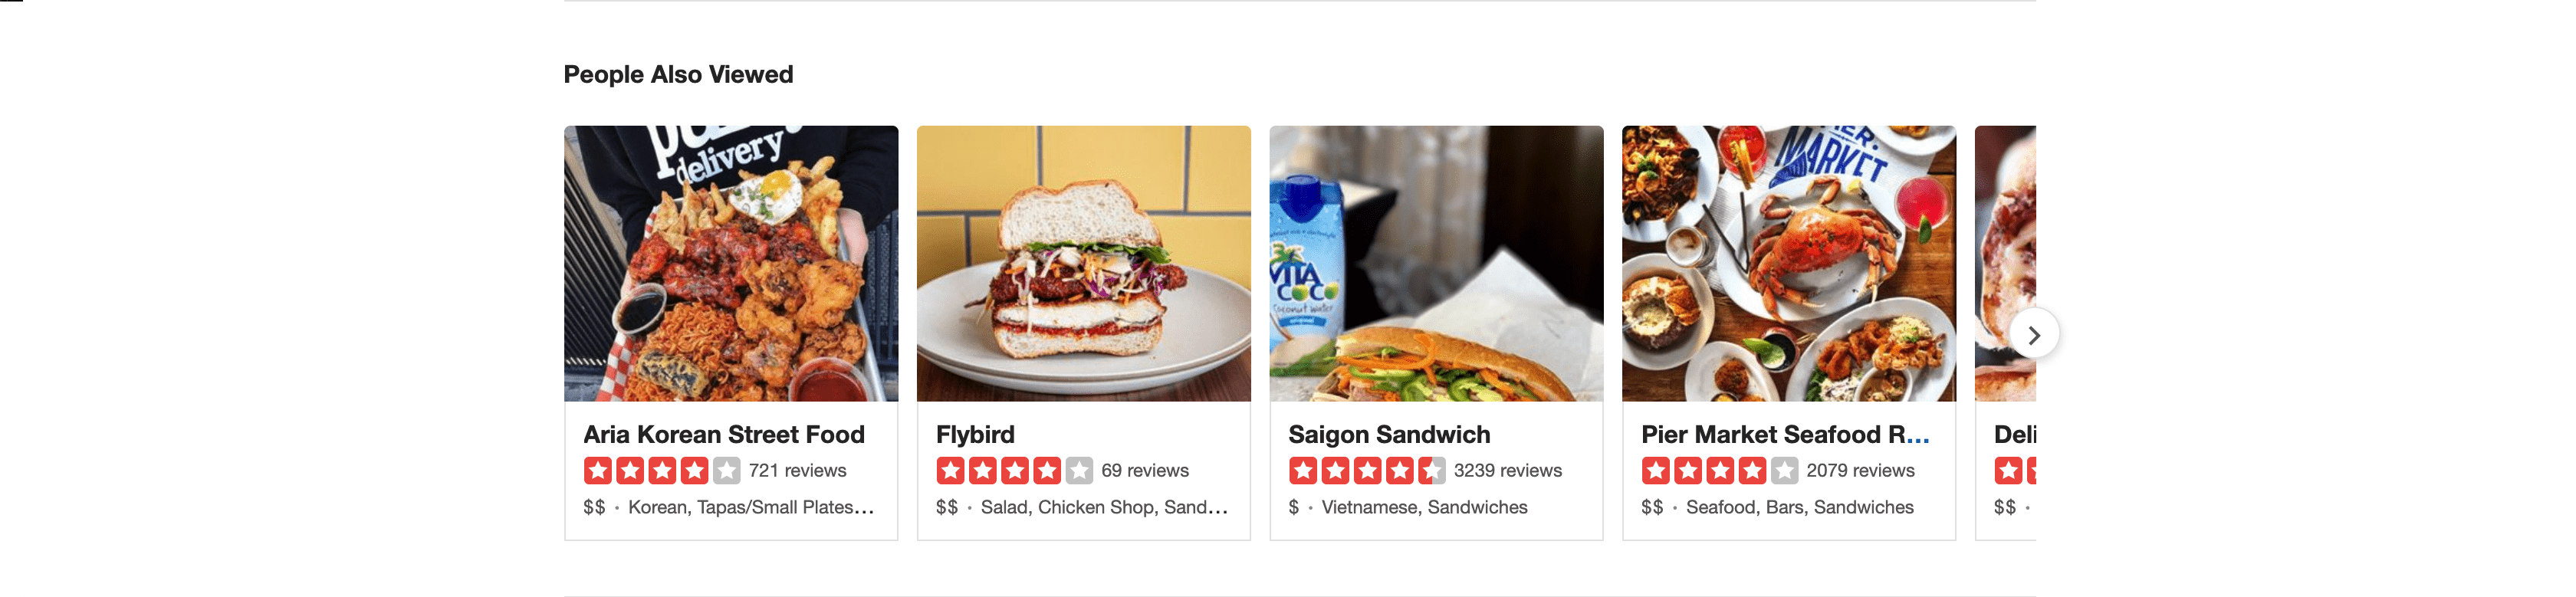 People Also Viewed
delivery
Aria Korean Street Food
721 reviews
$$ · Korean, Tapas/Small Plates...
Flybird
69 reviews
$$ · Salad, Chicken Shop, Sand...
VITA
COCO
Coconut Water
original
Saigon Sandwich
3239 reviews
$ · Vietnamese, Sandwiches
MARKET
Pier Market Seafood R...
2079 reviews
$$ · Seafood, Bars, Sandwiches
Deli
$$ ·